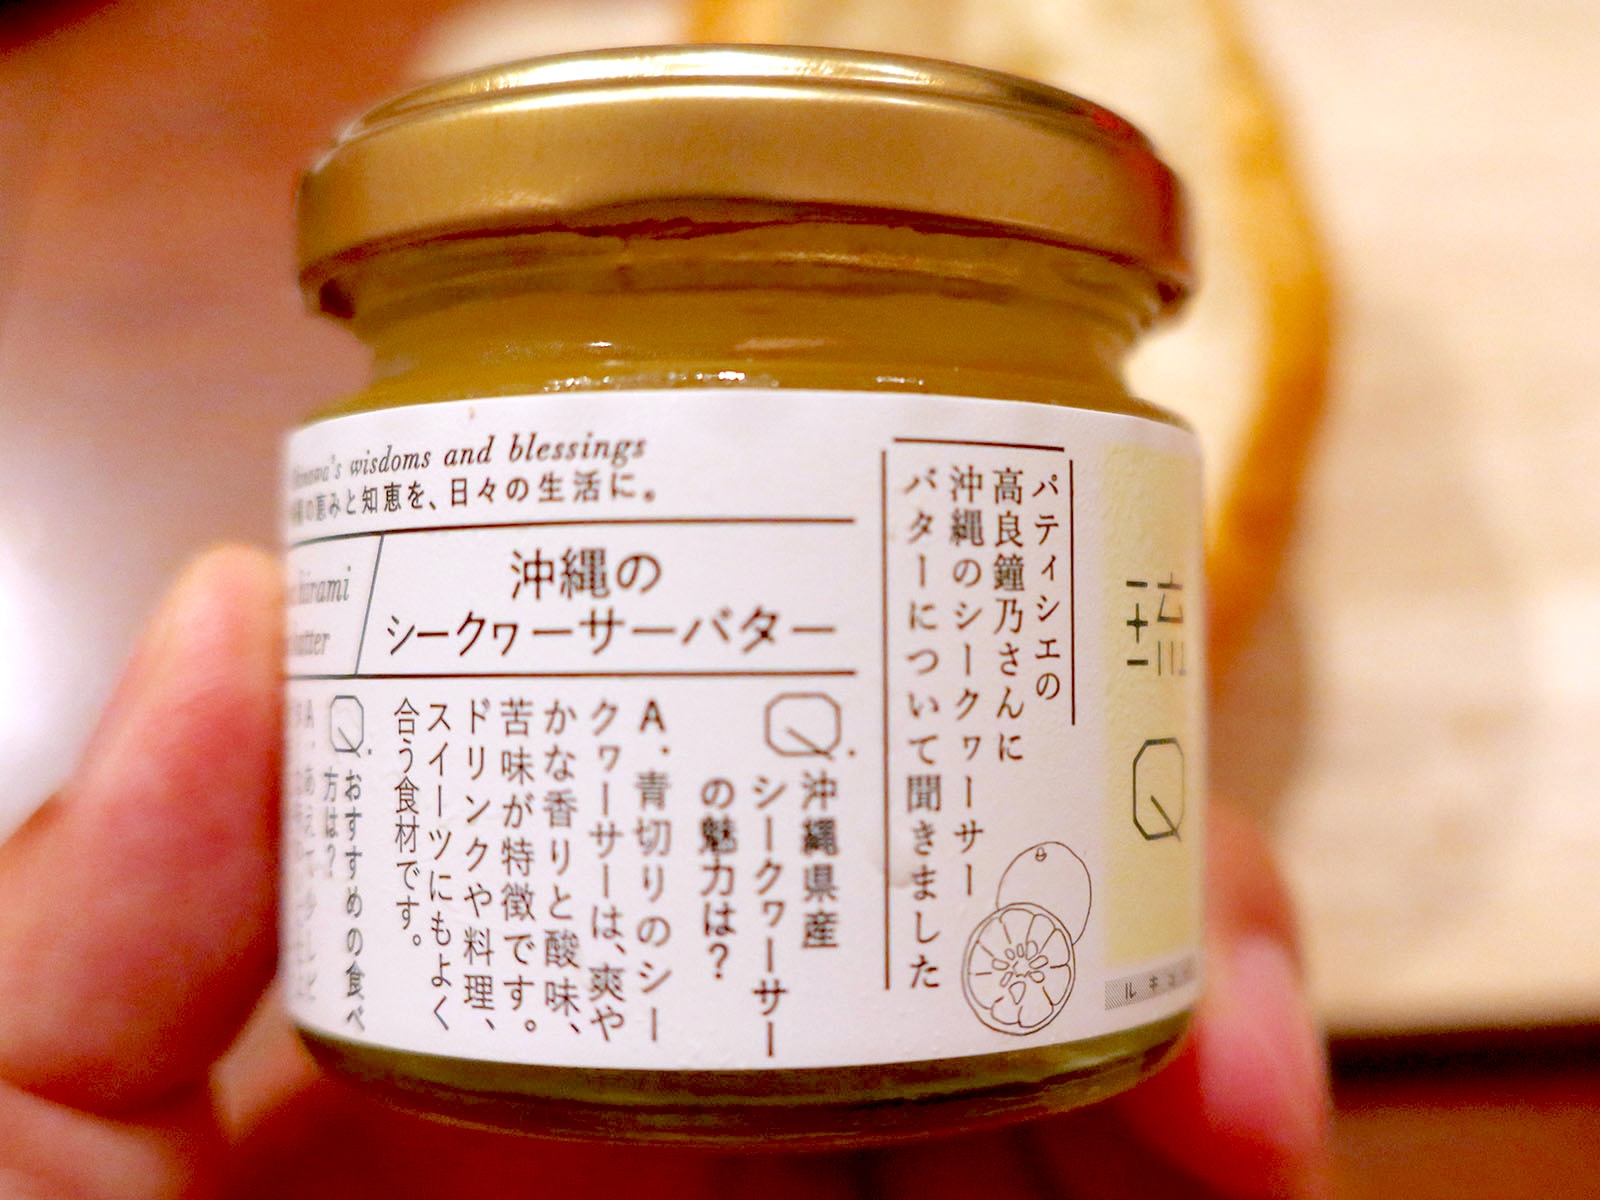 wisdoms and blessings
の恵みと知恵を、日々の生活に。
hirami
butter
沖縄の
シークヮーサーバター
パティシエの
高良鐘乃さんに
沖縄のシークヮーサー
バターについて聞きました
Q.沖縄県産
シークヮーサー
の魅力は?
A.青切りのシー
クヮーサーは、爽や
かな香りと酸味、
苦味が特徴です。
ドリンクや料理、
スイーツにもよく
合う食材です。
Q.おすすめの食べ
方は?
Q